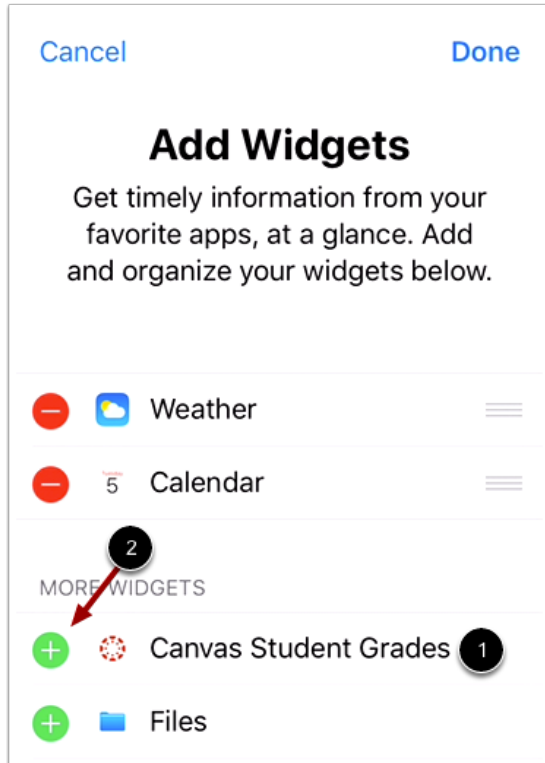 Cancel Done
Add Widgets
Get timely information from your
favorite apps, at a glance. Add
and organize your widgets below.
Weather
Tuesday
5 Calendar
2
MORE WIDGETS
Canvas Student Grades 1
Files